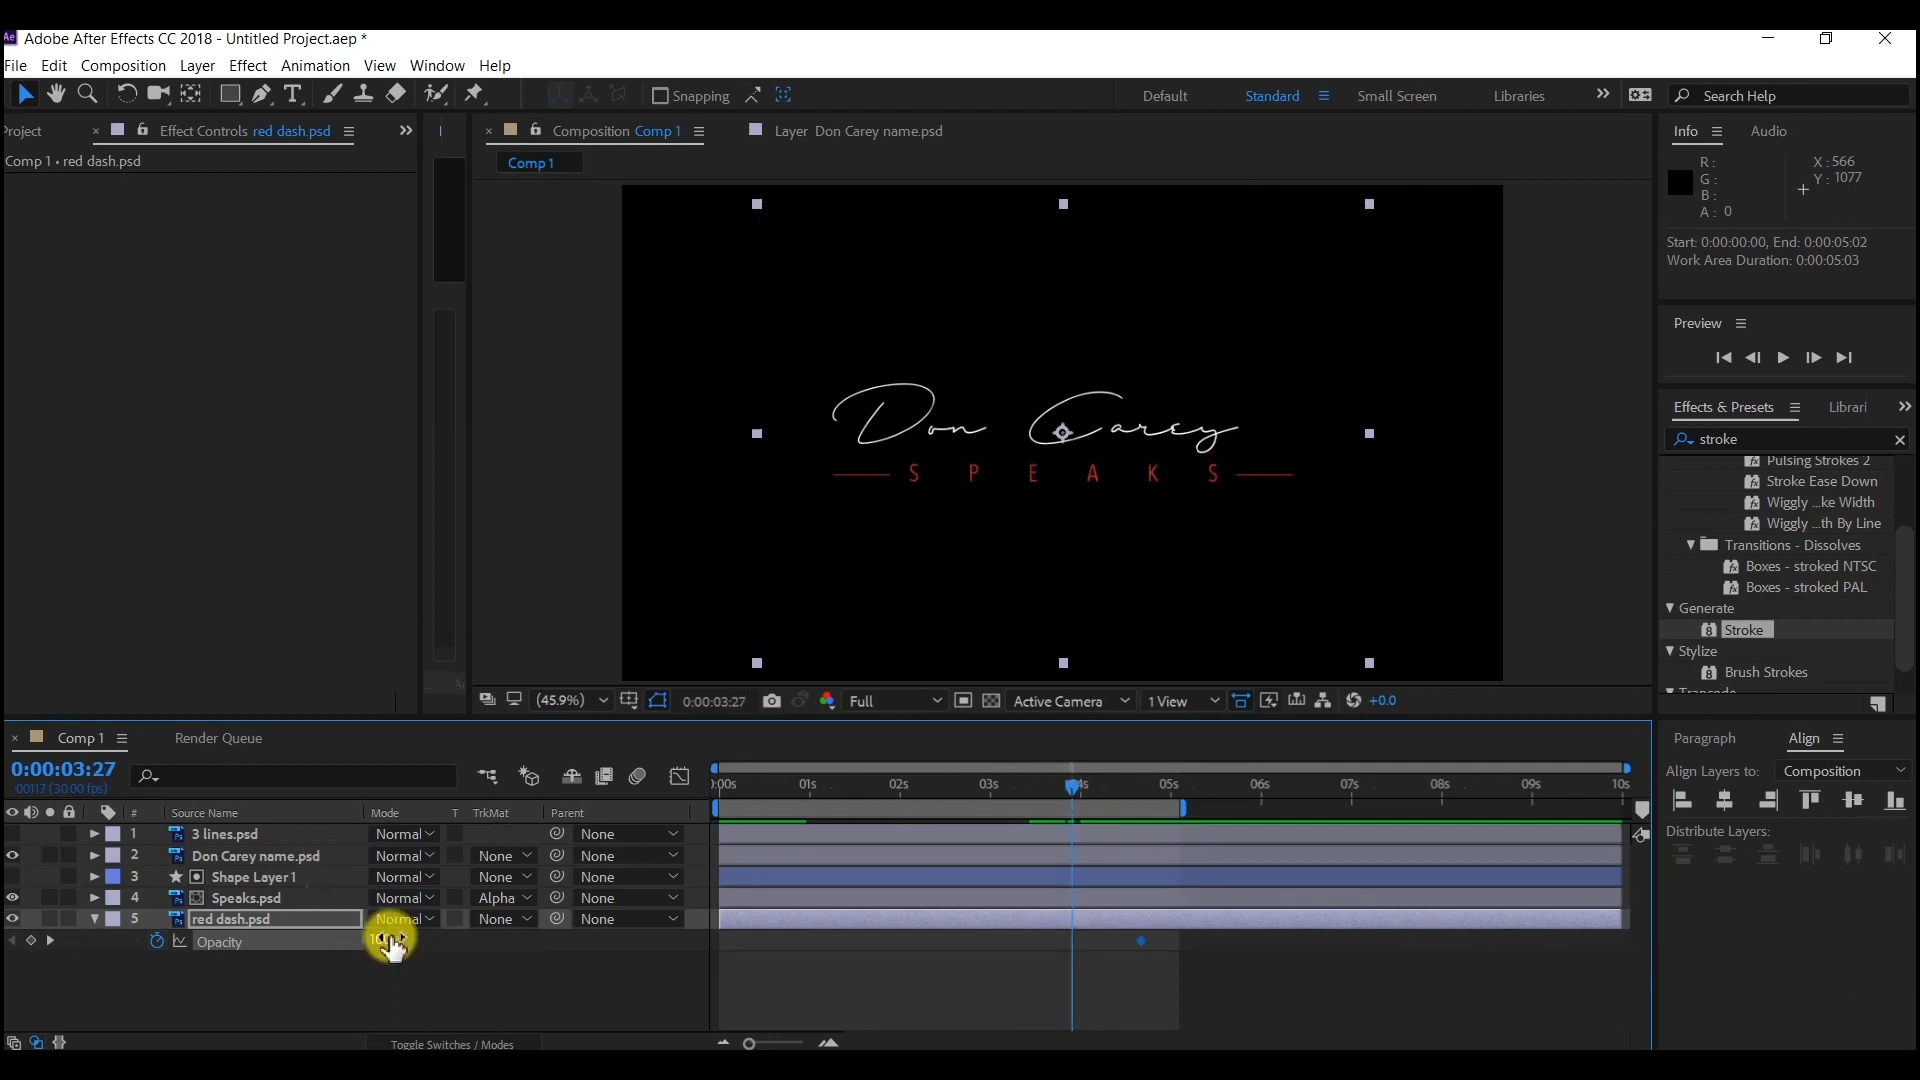 Adobe After Effects CC 2018 - Untitled Project.aep *
File Edit Composition Layer Effect Animation View Window Help
Snapping Default Standard Small Screen Libraries Search Help
roject Effect Controls red dash.psd Composition Comp 1 Layer Don Carey name.psd Info Audio
Comp 1 • red dash.psd
Comp 1
R :
G :
B :
A : 0
X : 566
Y : 1077
Start: 0:00:00:00, End: 0:00:05:02
Work Area Duration: 0:00:05:03
Preview
Effects & Presets Librari
stroke
Pulsing Strokes 2
Stroke Ease Down
Wiggly ...ke Width
Wiggly ...th By Line
Transitions - Dissolves
Boxes - stroked NTSC
Boxes - stroked PAL
Generate
Stroke
Stylize
Brush Strokes
Don Carey
SPEAKS
(45.9%) 0:00:03:27 Full Active Camera 1 View +0.0
Comp 1 Render Queue
0:00:03:27
00117 (30.00 fps)
:00s 01s 02s 03s 4s 05s 06s 07s 08s 09s 10s
# Source Name Mode T TrkMat Parent
1 3 lines.psd Normal None
2 Don Carey name.psd Normal None None
3 Shape Layer 1 Normal None None
4 Speaks.psd Normal Alpha None
5 red dash.psd Normal None None
Opacity
Toggle Switches / Modes
Paragraph Align
Align Layers to: Composition
Distribute Layers: